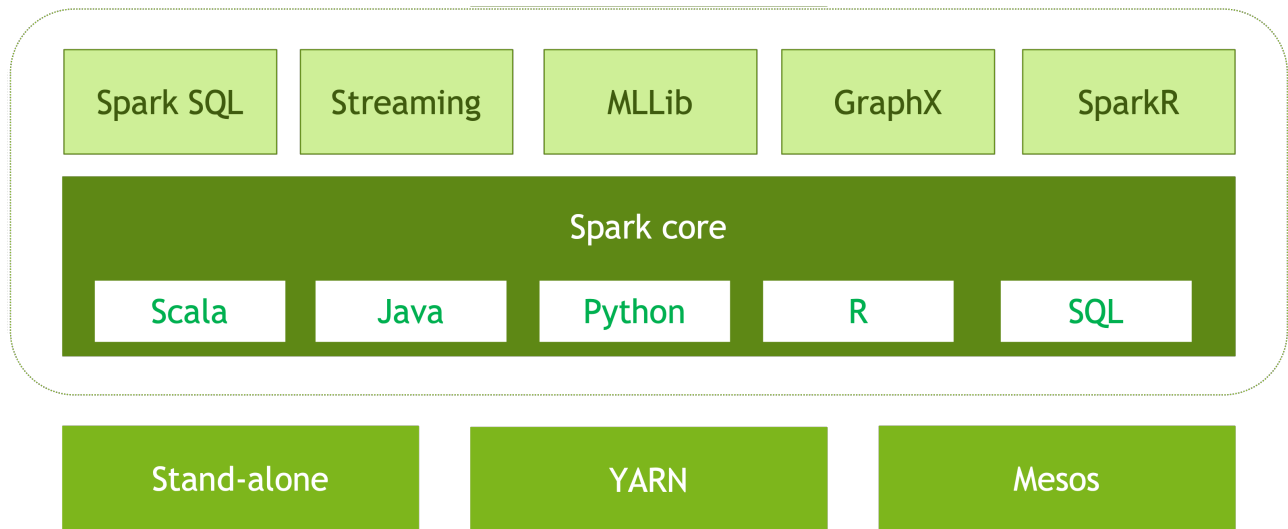 Spark SQL
Streaming
MLLib
GraphX
SparkR
Spark core
Scala
Java
Python
R
SQL
Stand-alone
YARN
Mesos